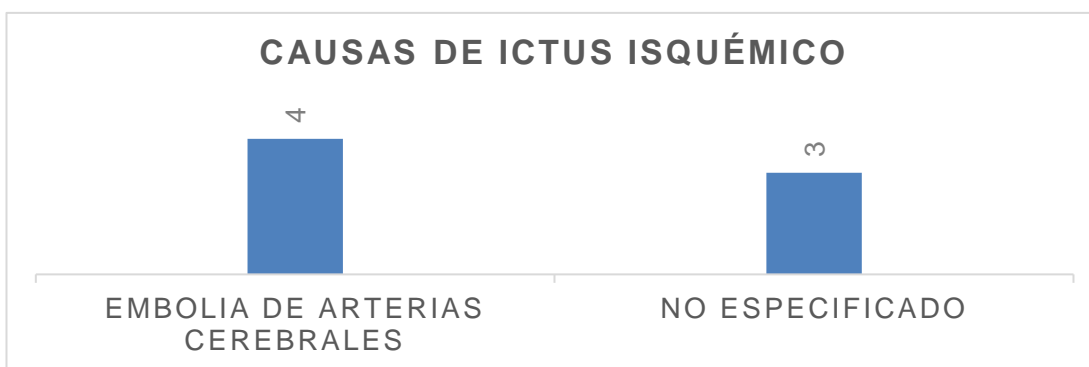 CAUSAS DE ICTUS ISQUÉMICO
4
3
EMBOLIA DE ARTERIAS
CEREBRALES
NO ESPECIFICADO